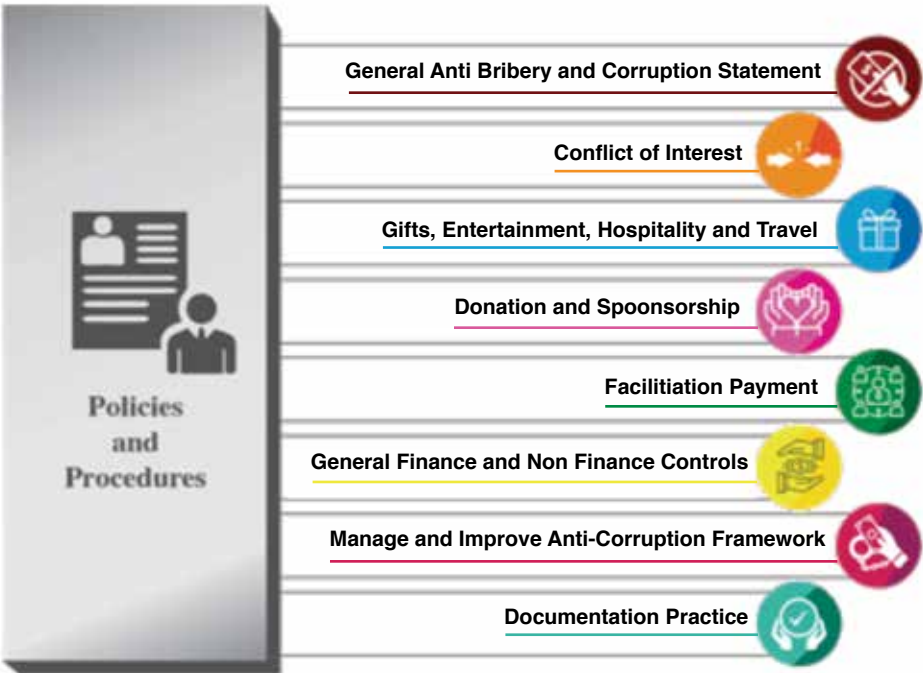 Policies
and
Procedures
General Anti Bribery and Corruption Statement
Conflict of Interest
Gifts, Entertainment, Hospitality and Travel
Donation and Spoonsorship
Facilitiation Payment
General Finance and Non Finance Controls
Manage and Improve Anti-Corruption Framework
Documentation Practice